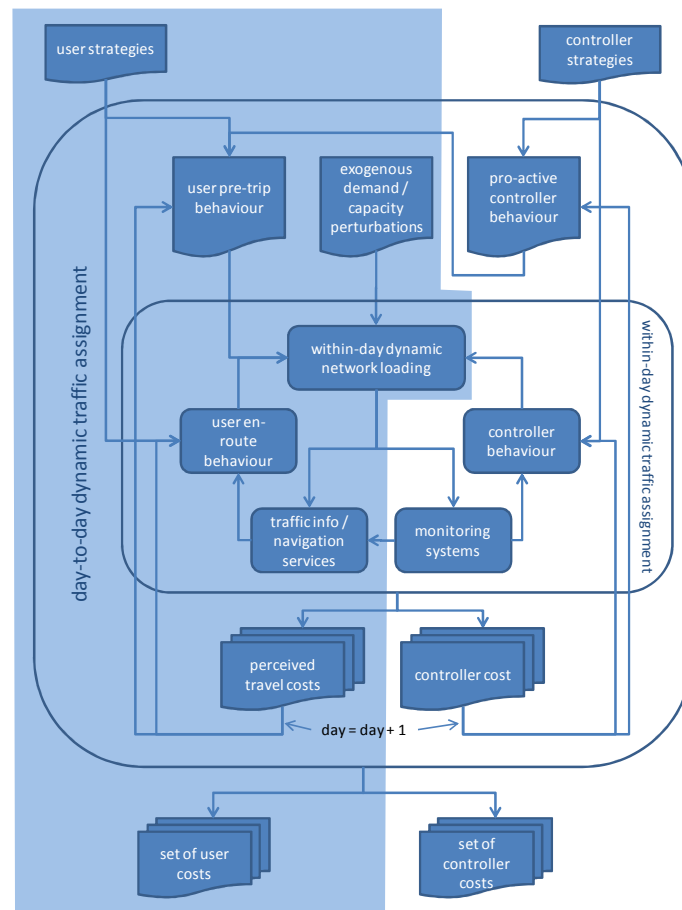 user strategies
controller
strategies
user pre-trip
behaviour
exogenous
demand /
capacity
perturbations
pro-active
controller
behaviour
day-to-day dynamic traffic assignment
within-day dynamic traffic assignment
within-day dynamic
network loading
user en-
route
behaviour
controller
behaviour
traffic info /
navigation
services
monitoring
systems
perceived
travel costs
controller cost
day = day + 1
set of user
costs
set of
controller
costs